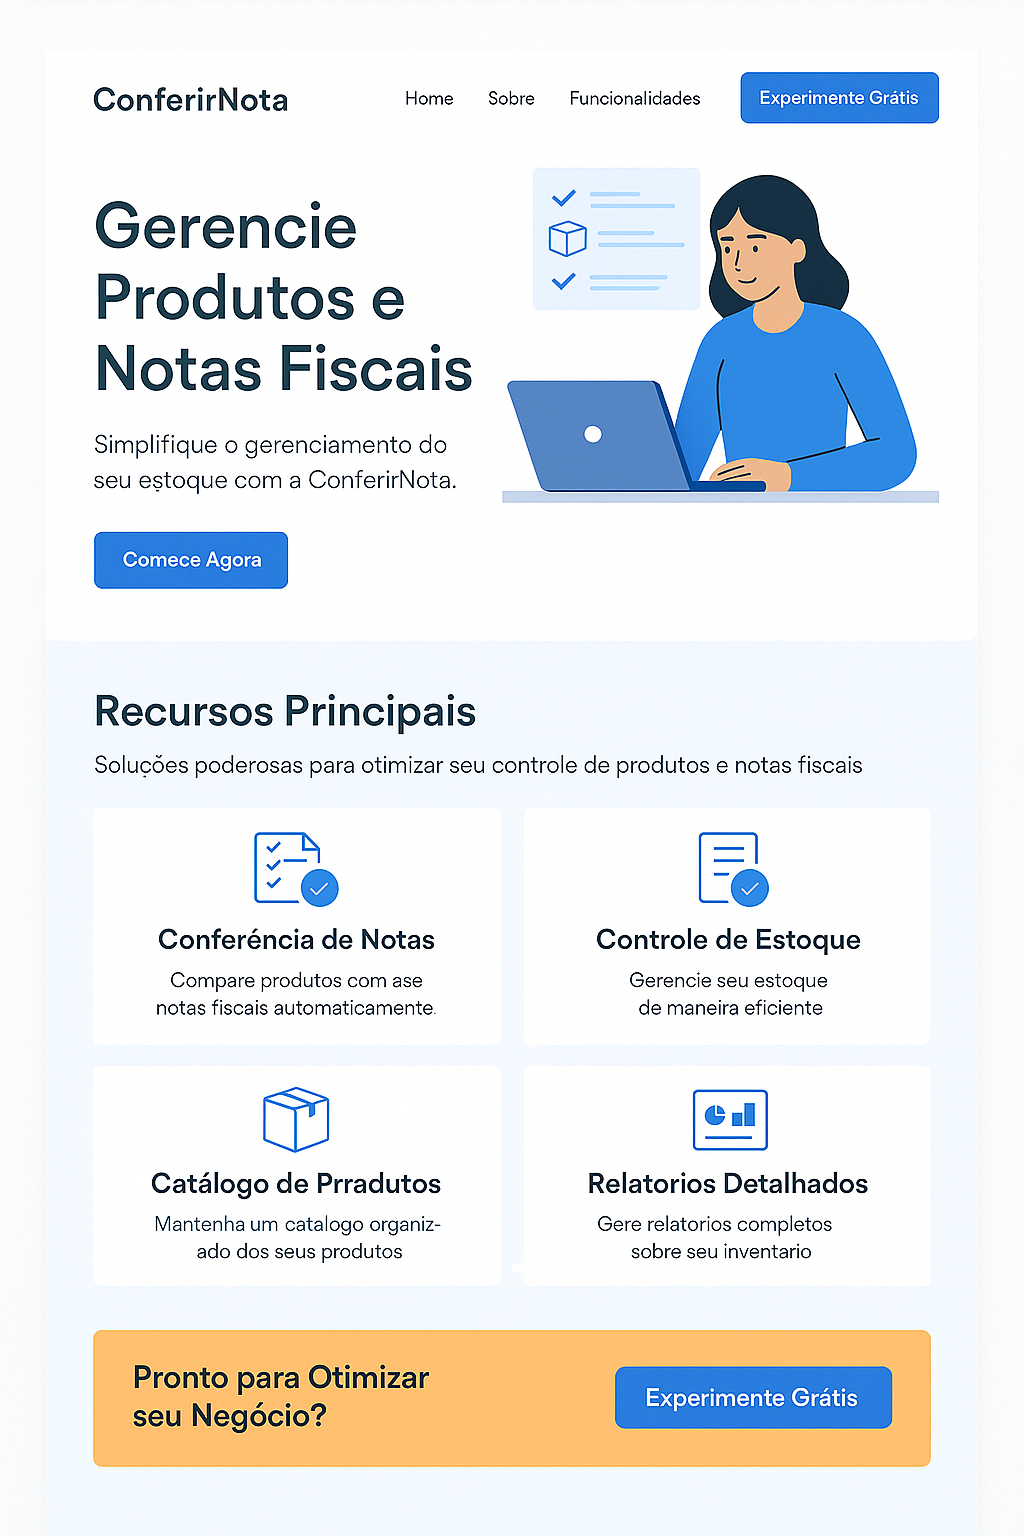 ConferirNota
Home
Sobre
Funcionalidades
Experimente Grátis
Gerencie
Produtos e
Notas Fiscais
Simplifique o gerenciamento do
seu estoque com a ConferirNota.
Comece Agora
Recursos Principais
Soluções poderosas para otimizar seu controle de produtos e notas fiscais
Conferéncia de Notas
Compare produtos com ase
notas fiscais automaticamente.
Controle de Estoque
Gerencie seu estoque
de maneira eficiente
Catálogo de Prradutos
Mantenha um catalogo organiz-
ado dos seus produtos
Relatorios Detalhados
Gere relatorios completos
sobre seu inventario
Pronto para Otimizar
seu Negócio?
Experimente Grátis